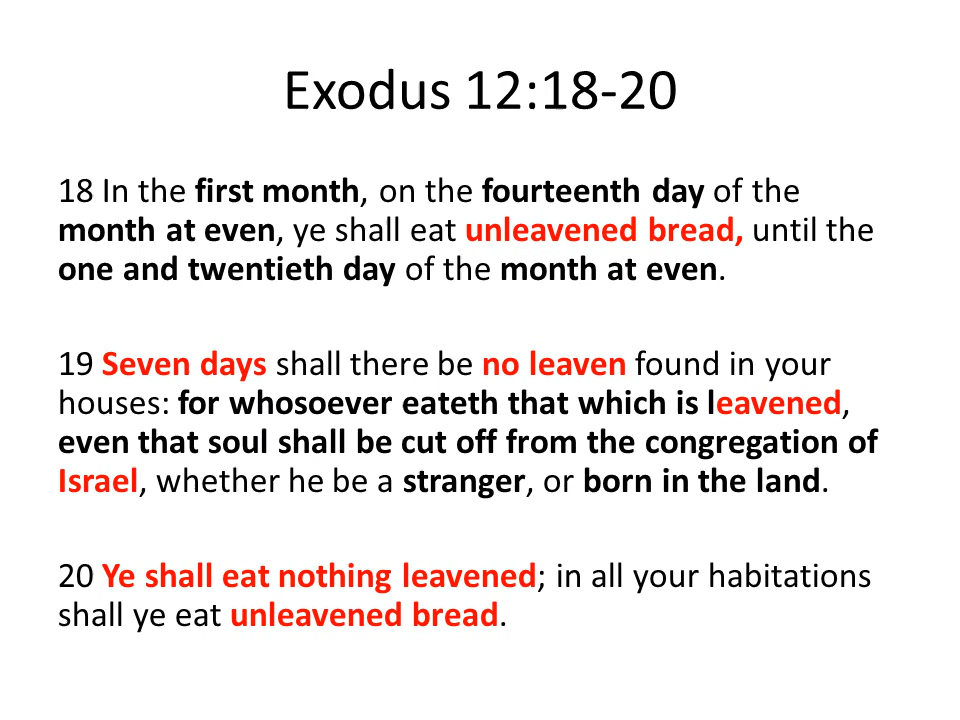 Exodus 12:18-20
18 In the first month, on the fourteenth day of the
month at even, ye shall eat unleavened bread, until the
one and twentieth day of the month at even.
19 Seven days shall there be no leaven found in your
houses: for whosoever eateth that which is leavened,
even that soul shall be cut off from the congregation of
Israel, whether he be a stranger, or born in the land.
20 Ye shall eat nothing leavened; in all your habitations
shall ye eat unleavened bread.